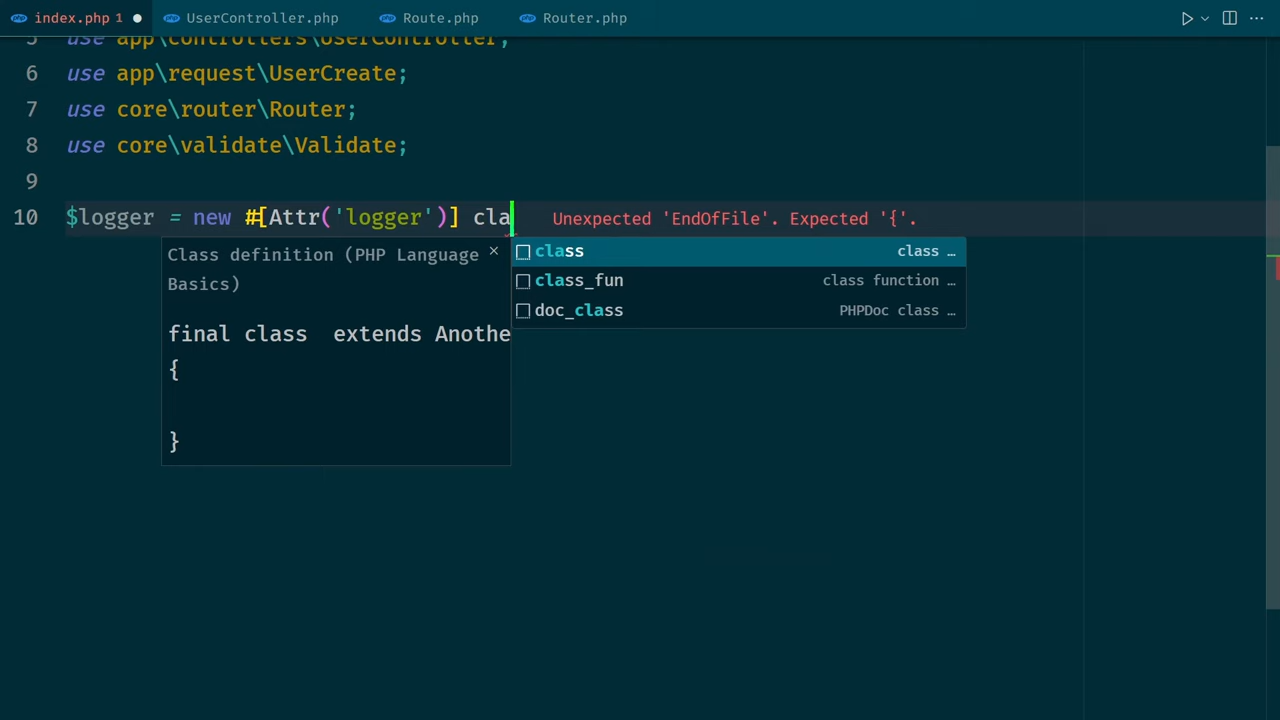 index.php 1 UserController.php Route.php Router.php
5 use app\controllers\UserController;
6 use app\request\UserCreate;
7 use core\router\Router;
8 use core\validate\Validate;
9
10 $logger = new #[Attr('logger')] cla Unexpected 'EndOfFile'. Expected '{'.
Class definition (PHP Language
Basics)
final class  extends Anothe
{
}
class class …
class_fun class function …
doc_class PHPDoc class …